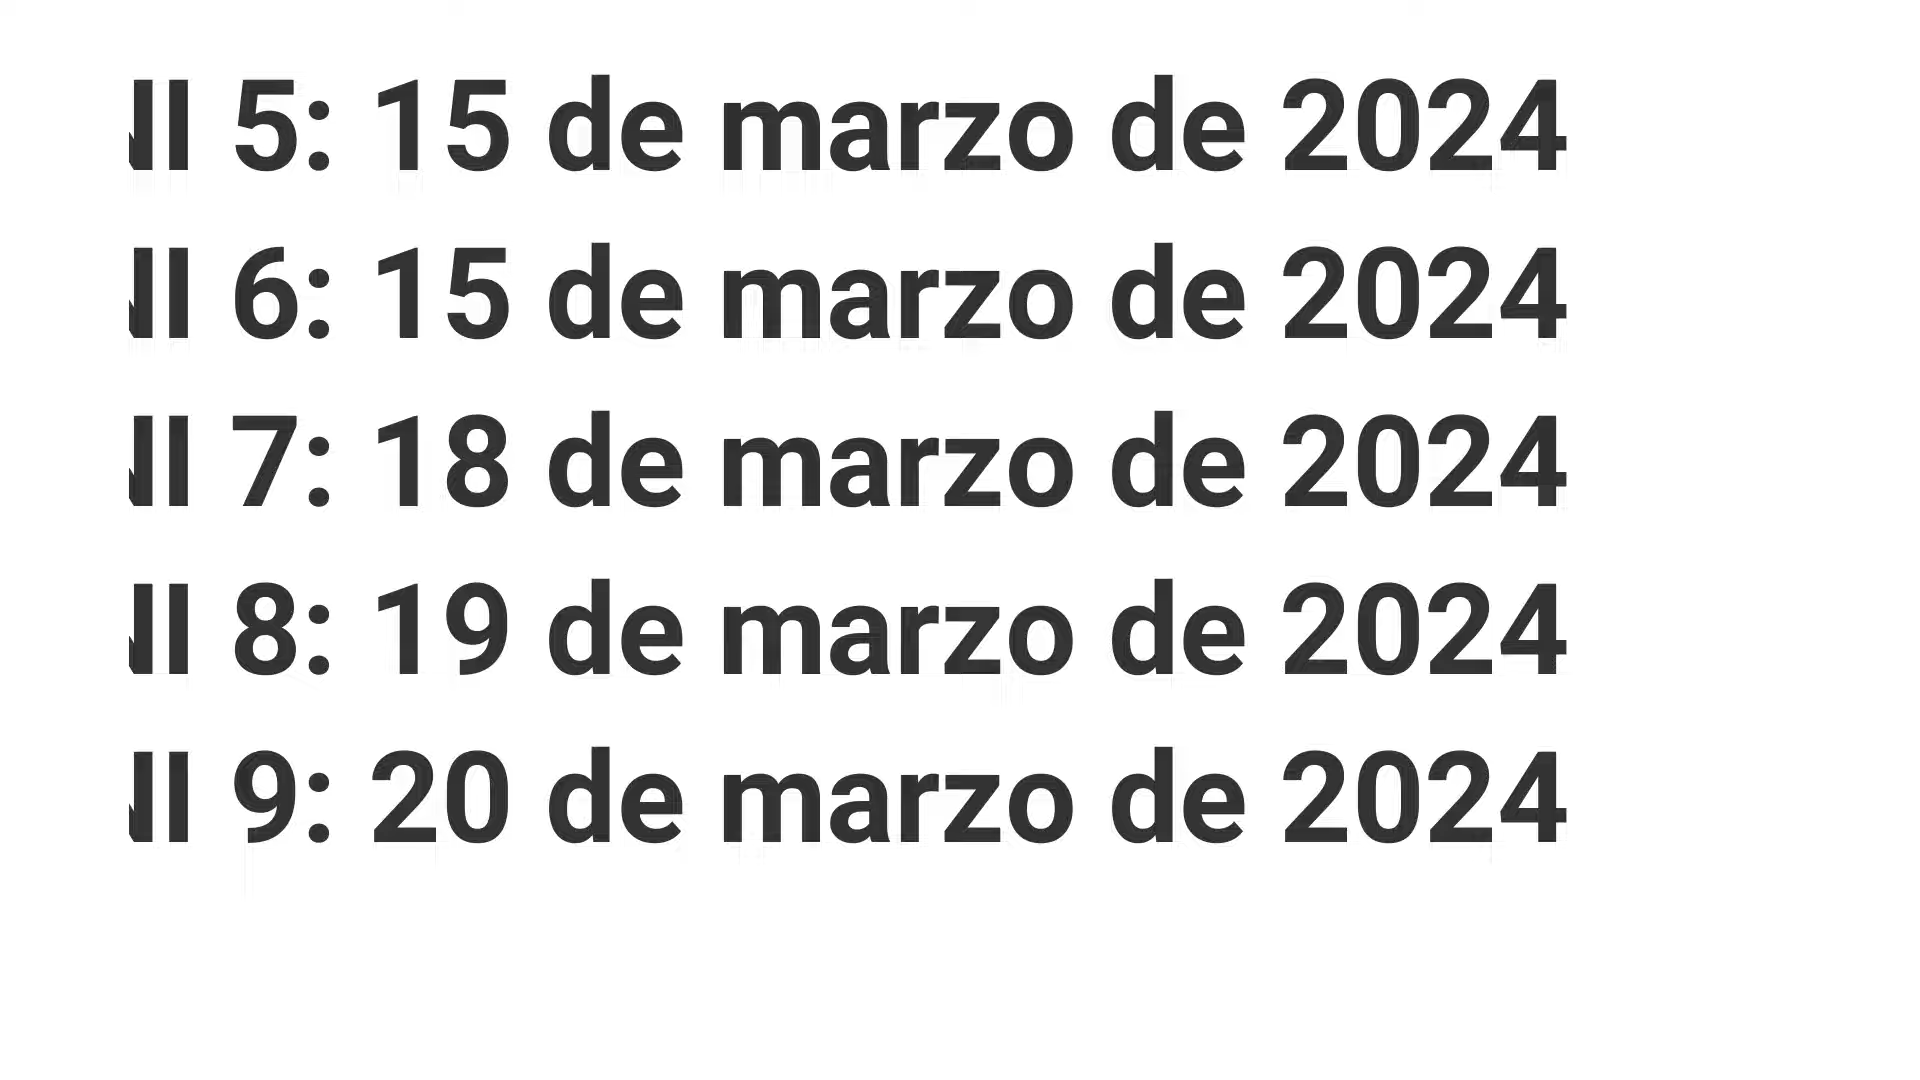 5: 15 de marzo de 2024
6: 15 de marzo de 2024
7: 18 de marzo de 2024
8: 19 de marzo de 2024
9: 20 de marzo de 2024